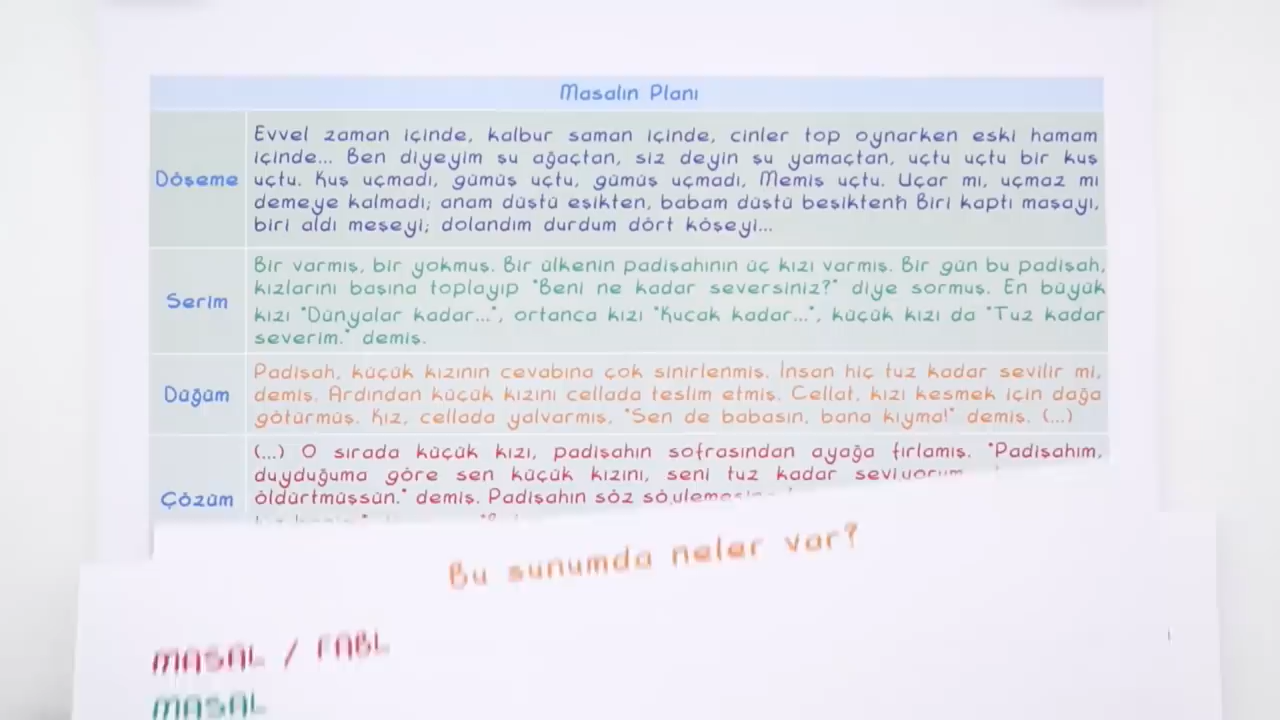 Masalın Planı
Döşeme
Evvel zaman içinde, kalbur saman içinde, cinler top oynarken eski hamam
içinde... Ben diyeyim şu ağaçtan, siz deyin şu yamaçtan, uçtu uçtu bir kuş
uçtu. Kuş uçmadı, gümüş uçtu, gümüş uçmadı, Memiş uçtu. Uçar mı, uçmaz mı
demeye kalmadı; anam düştü eşikten, babam düştü beşikten Biri kaptı maşayı,
biri aldı meşeyi; dolandım durdum dört köşeyi...
Serim
Bir varmış, bir yokmuş. Bir ülkenin padişahının üç kızı varmış. Bir gün bu padişah,
kızlarını başına toplayıp "Beni ne kadar seversiniz?" diye sormuş. En büyük
kızı "Dünyalar kadar...", ortanca kızı "Kucak kadar...", küçük kızı da "Tuz kadar
severim." demiş.
Düğüm
Padişah, küçük kızının cevabına çok sinirlenmiş. İnsan hiç tuz kadar sevilir mi,
demiş. Ardından küçük kızını cellada teslim etmiş. Cellat, kızı kesmek için dağa
götürmüş. Kız, cellada yalvarmış, "Sen de babasın, bana kıyma!" demiş. (...)
Çözüm
(...) O sırada küçük kızı, padişahın sofrasından ayağa fırlamış. "Padişahım,
duyduğuma göre sen küçük kızını, seni tuz kadar seviyorum
öldürtmüşsün." demiş. Padişahın söz söylemesine
Bu sunumda neler var?
MASAL / FABL
MASAL